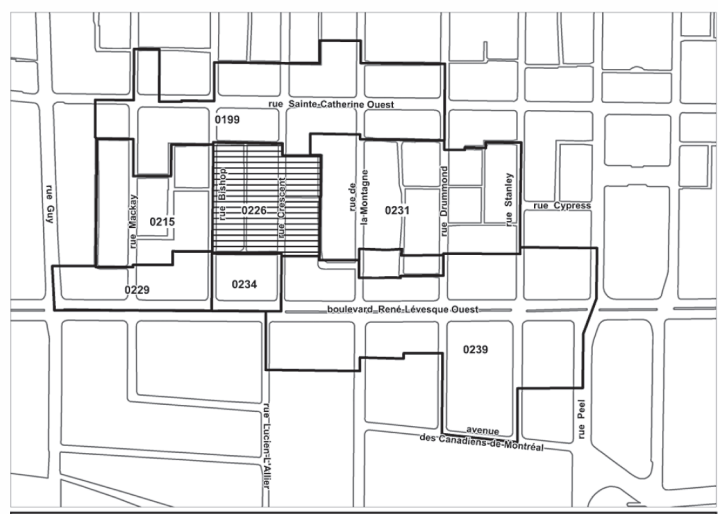 rue Sainte-Catherine Ouest
0199
rue Guy
rue Mackay
0215
rue Bishop
0226
rue Crescent
rue de
la Montagne
0231
rue Drummond
rue Stanley
rue Cypress
0229
0234
boulevard René-Lévesque Ouest
0239
rue Lucien-L'Allier
avenue
des Canadiens-de-Montréal
rue Peel